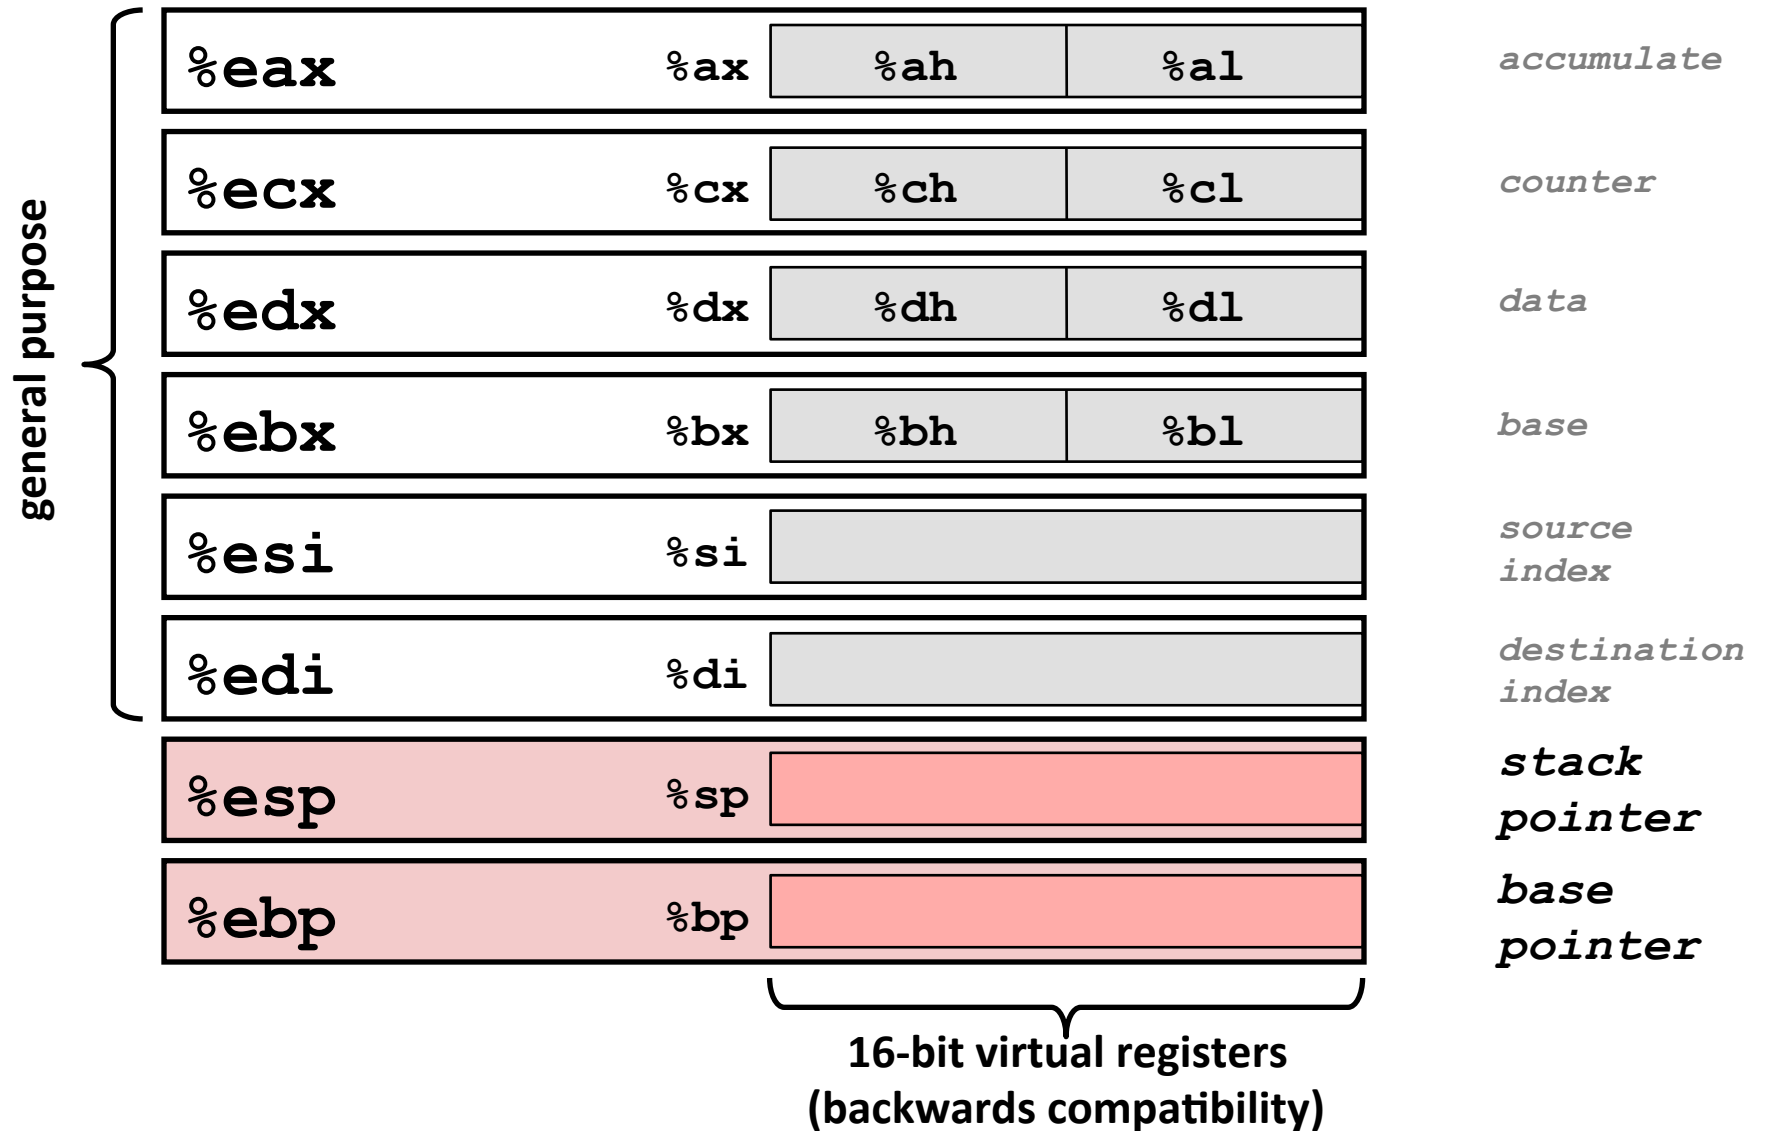 general purpose
%eax %ax %ah %al accumulate
%ecx %cx %ch %cl counter
%edx %dx %dh %dl data
%ebx %bx %bh %bl base
%esi %si source
index
%edi %di destination
index
%esp %sp stack
pointer
%ebp %bp base
pointer
16-bit virtual registers
(backwards compatibility)